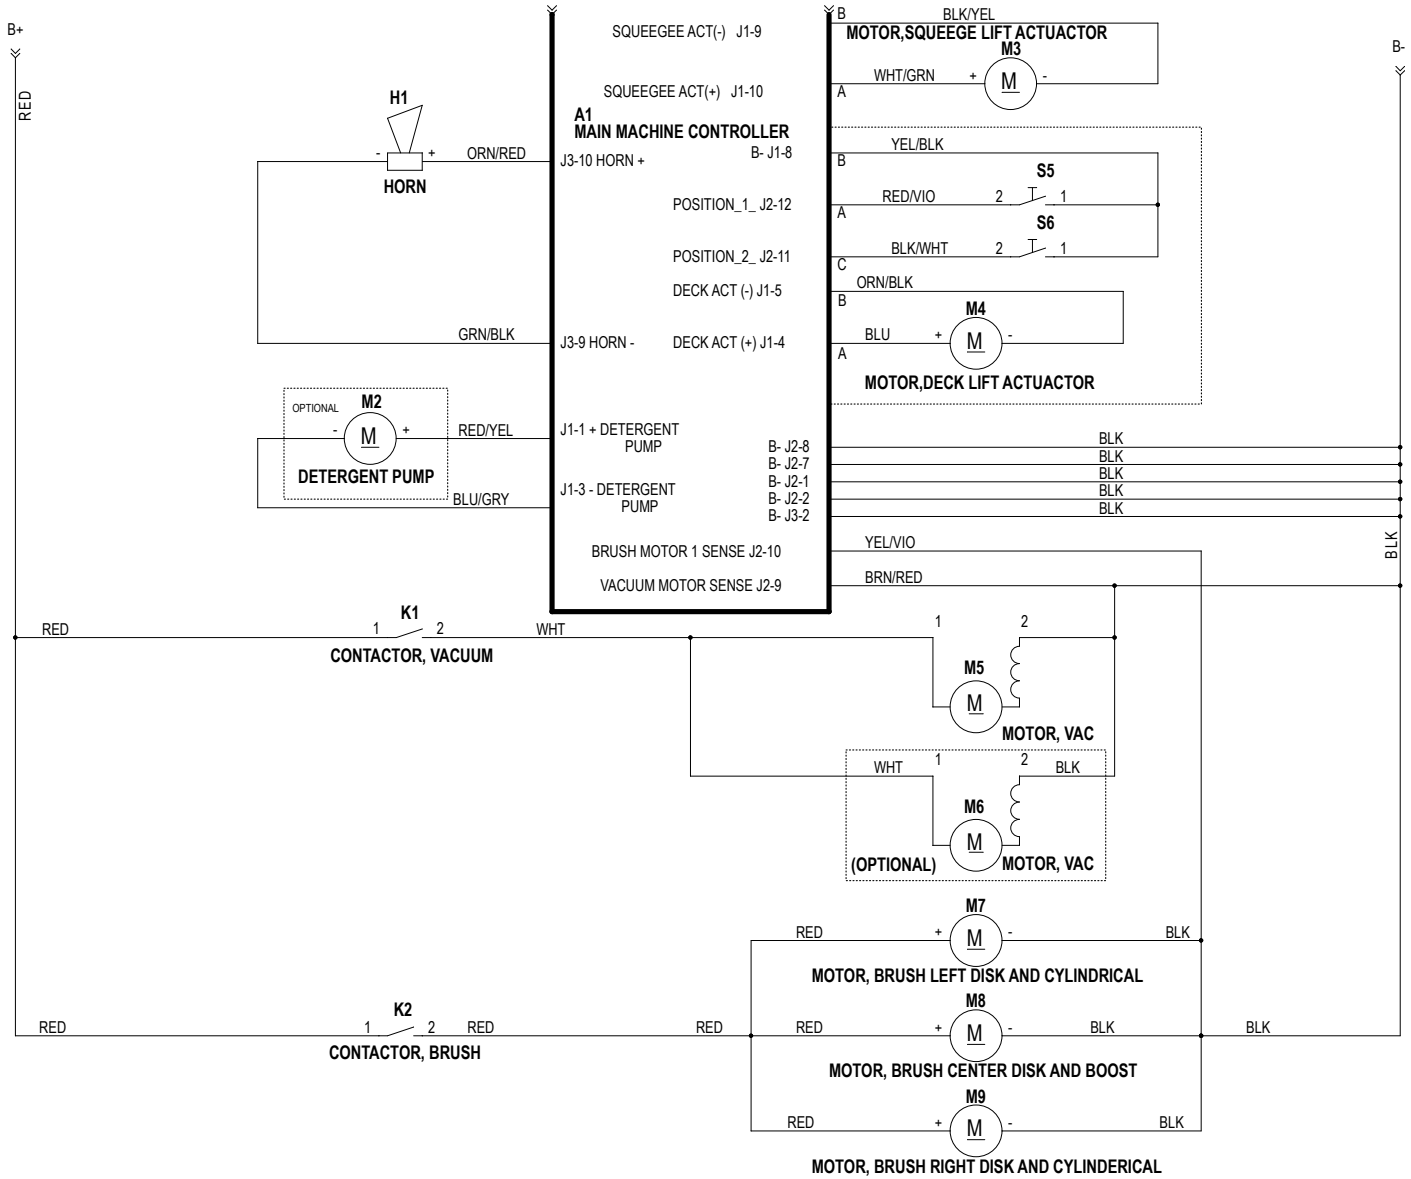 B+
RED
SQUEEGEE ACT(-) J1-9
B
BLK/YEL
MOTOR,SQUEEGE LIFT ACTUACTOR
M3
B-
SQUEEGEE ACT(+) J1-10
A
WHT/GRN
+
M
-
H1
A1
MAIN MACHINE CONTROLLER
-
+
ORN/RED
HORN
J3-10 HORN +
B- J1-8
B
YEL/BLK
S5
POSITION_1_ J2-12
A
RED/VIO
2
1
S6
POSITION_2_ J2-11
C
BLK/WHT
2
1
DECK ACT (-) J1-5
B
ORN/BLK
M4
GRN/BLK
J3-9 HORN -
DECK ACT (+) J1-4
A
BLU
+
M
-
MOTOR,DECK LIFT ACTUACTOR
OPTIONAL
M2
-
M
+
RED/YEL
DETERGENT PUMP
J1-1 + DETERGENT
PUMP
BLU/GRY
J1-3 - DETERGENT
PUMP
B- J2-8
BLK
B- J2-7
BLK
B- J2-1
BLK
B- J2-2
BLK
B- J3-2
BLK
BLK
BRUSH MOTOR 1 SENSE J2-10
YEL/VIO
VACUUM MOTOR SENSE J2-9
BRN/RED
RED
K1
1
2
WHT
CONTACTOR, VACUUM
1
2
M5
M
MOTOR, VAC
WHT
1
2
BLK
M6
M
(OPTIONAL)
MOTOR, VAC
M7
RED
+
M
-
BLK
MOTOR, BRUSH LEFT DISK AND CYLINDRICAL
RED
K2
1
2
RED
CONTACTOR, BRUSH
RED
RED
M8
+
M
-
BLK
BLK
MOTOR, BRUSH CENTER DISK AND BOOST
M9
RED
+
M
-
BLK
MOTOR, BRUSH RIGHT DISK AND CYLINDERICAL